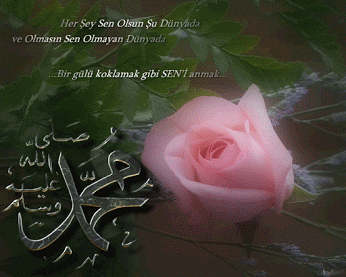 Her Şey Sen Olsun Şu Dünyada
ve Olmasın Sen Olmayan Dünyada
...Bir gülü koklamak gibi SEN'İ anmak...
محمد
صلى الله عليه وسلم